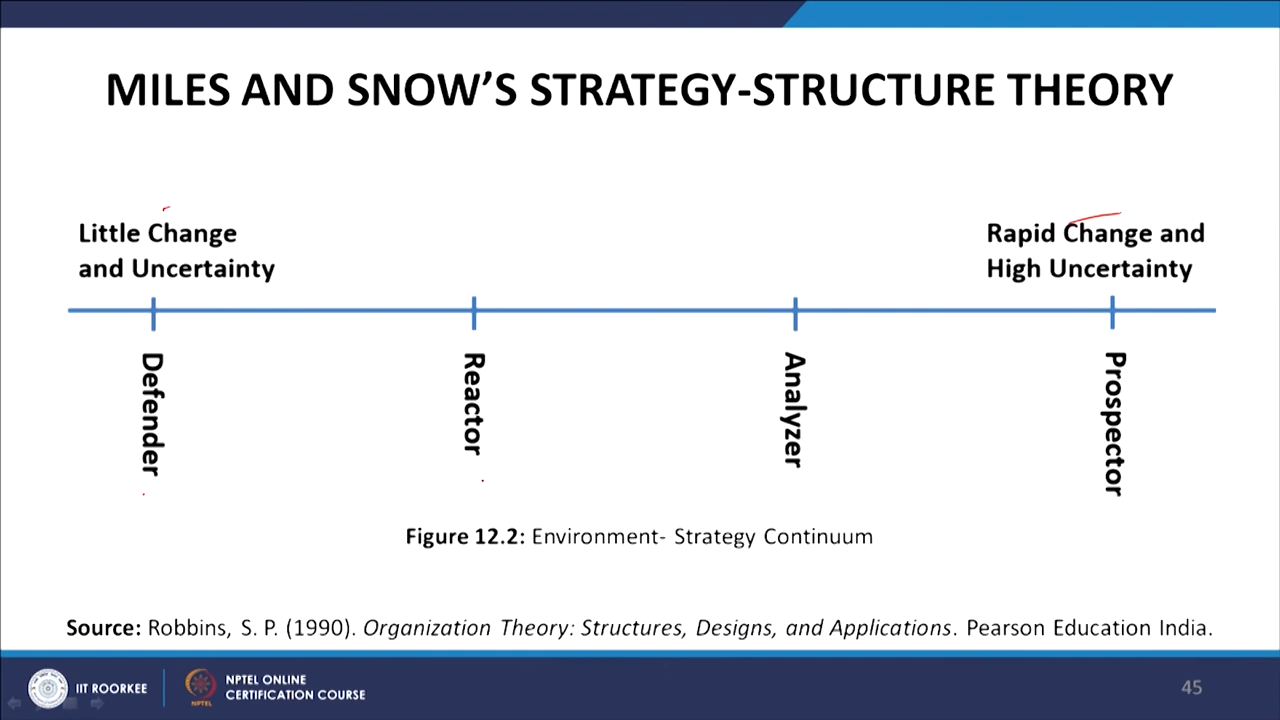 MILES AND SNOW’S STRATEGY-STRUCTURE THEORY
Little Change
and Uncertainty
Rapid Change and
High Uncertainty
Defender
Reactor
Analyzer
Prospector
Figure 12.2: Environment- Strategy Continuum
Source: Robbins, S. P. (1990). Organization Theory: Structures, Designs, and Applications. Pearson Education India.
IIT ROORKEE
NPTEL
NPTEL ONLINE
CERTIFICATION COURSE
45